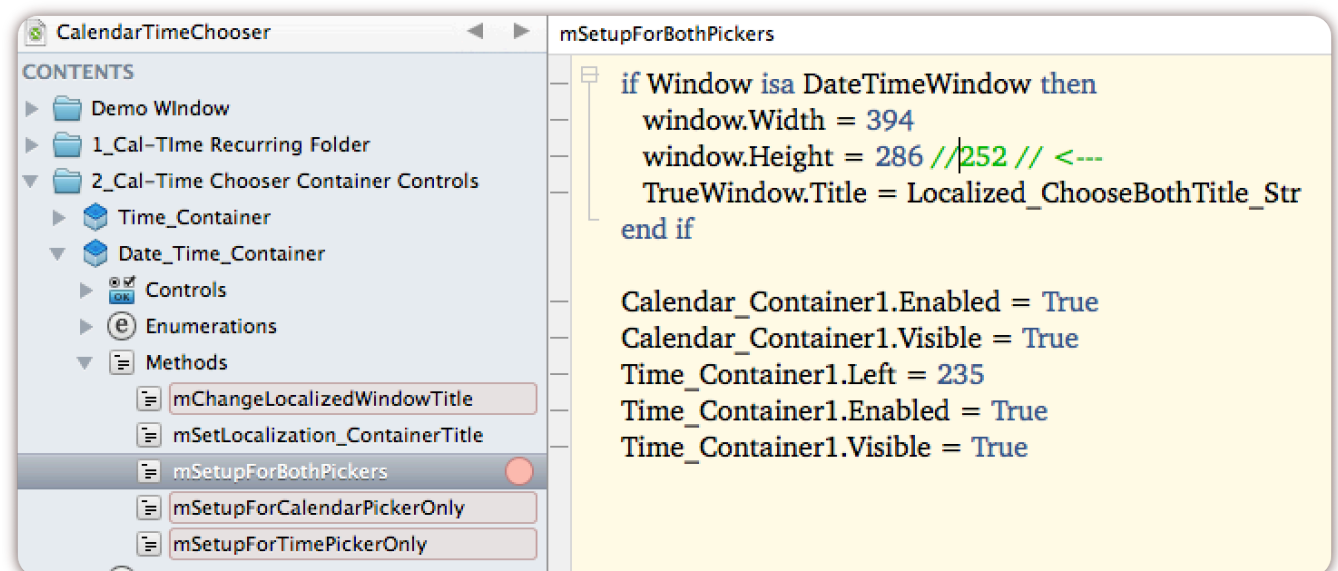 CalendarTimeChooser
CONTENTS
Demo WIndow
1_Cal-TIme Recurring Folder
2_Cal-Time Chooser Container Controls
Time_Container
Date_Time_Container
OK
Controls
e
Enumerations
Methods
mChangeLocalizedWindowTitle
mSetLocalization_ContainerTitle
mSetupForBothPickers
mSetupForCalendarPickerOnly
mSetupForTimePickerOnly
mSetupForBothPickers
if Window isa DateTimeWindow then
window.Width = 394
window.Height = 286 //252 // <---
TrueWindow.Title = Localized_ChooseBothTitle_Str
end if
Calendar_Container1.Enabled = True
Calendar_Container1.Visible = True
Time_Container1.Left = 235
Time_Container1.Enabled = True
Time_Container1.Visible = True